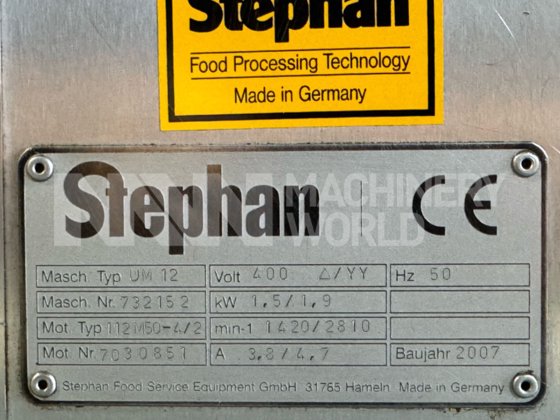 Stephan
Food Processing Technology
Made in Germany
Stephan CE
MACHINERY
WORLD
Masch. Typ UM 12 Volt 400 △/YY Hz 50
Masch. Nr. 732152 kW 1,5/1,9
Mot. Typ 112M50-4/2 min-1 1420/2810
Mot. Nr. 7030851 A 3,8/4,7 Baujahr 2007
Stephan Food Service Equipment GmbH 31785 Hameln Made in Germany